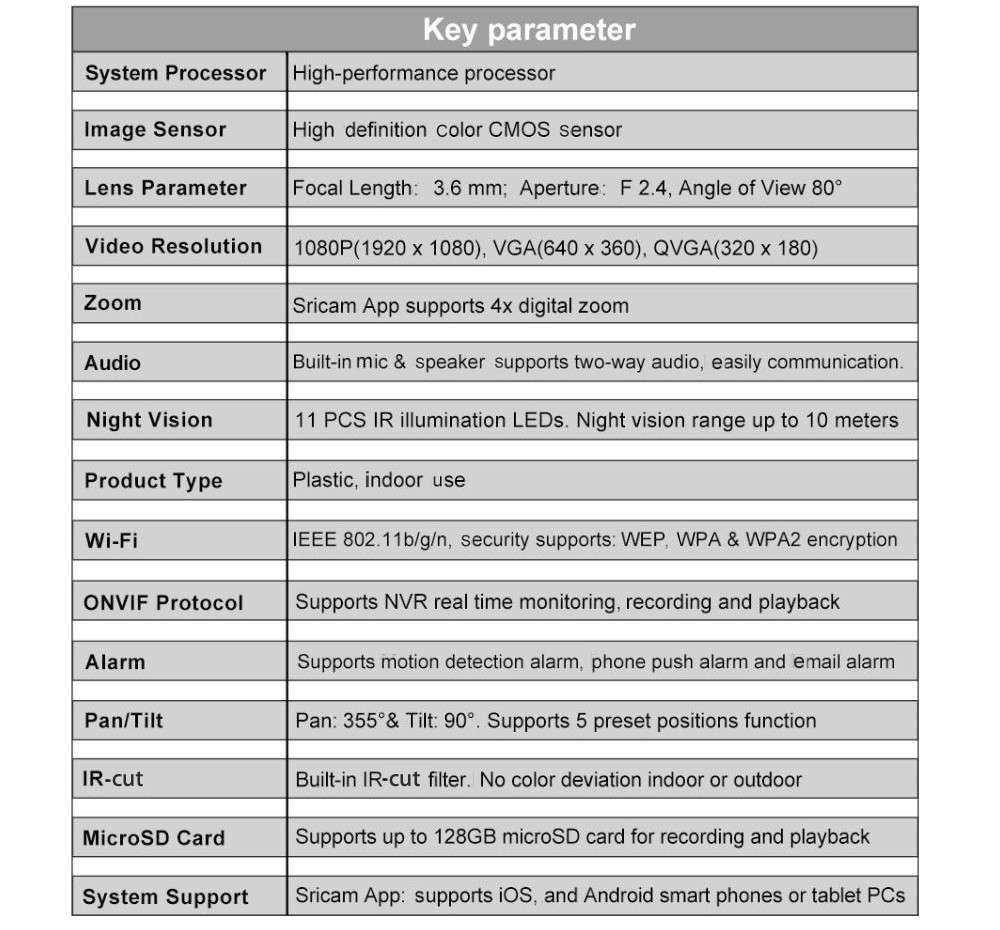 Key parameter
System Processor High-performance processor
Image Sensor High definition color CMOS sensor
Lens Parameter Focal Length: 3.6 mm; Aperture: F 2.4, Angle of View 80°
Video Resolution 1080P(1920 x 1080), VGA(640 x 360), QVGA(320 x 180)
Zoom Sricam App supports 4x digital zoom
Audio Built-in mic & speaker supports two-way audio, easily communication.
Night Vision 11 PCS IR illumination LEDs. Night vision range up to 10 meters
Product Type Plastic, indoor use
Wi-Fi IEEE 802.11b/g/n, security supports: WEP, WPA & WPA2 encryption
ONVIF Protocol Supports NVR real time monitoring, recording and playback
Alarm Supports motion detection alarm, phone push alarm and email alarm
Pan/Tilt Pan: 355°& Tilt: 90°. Supports 5 preset positions function
IR-cut Built-in IR-cut filter. No color deviation indoor or outdoor
MicroSD Card Supports up to 128GB microSD card for recording and playback
System Support Sricam App: supports iOS, and Android smart phones or tablet PCs